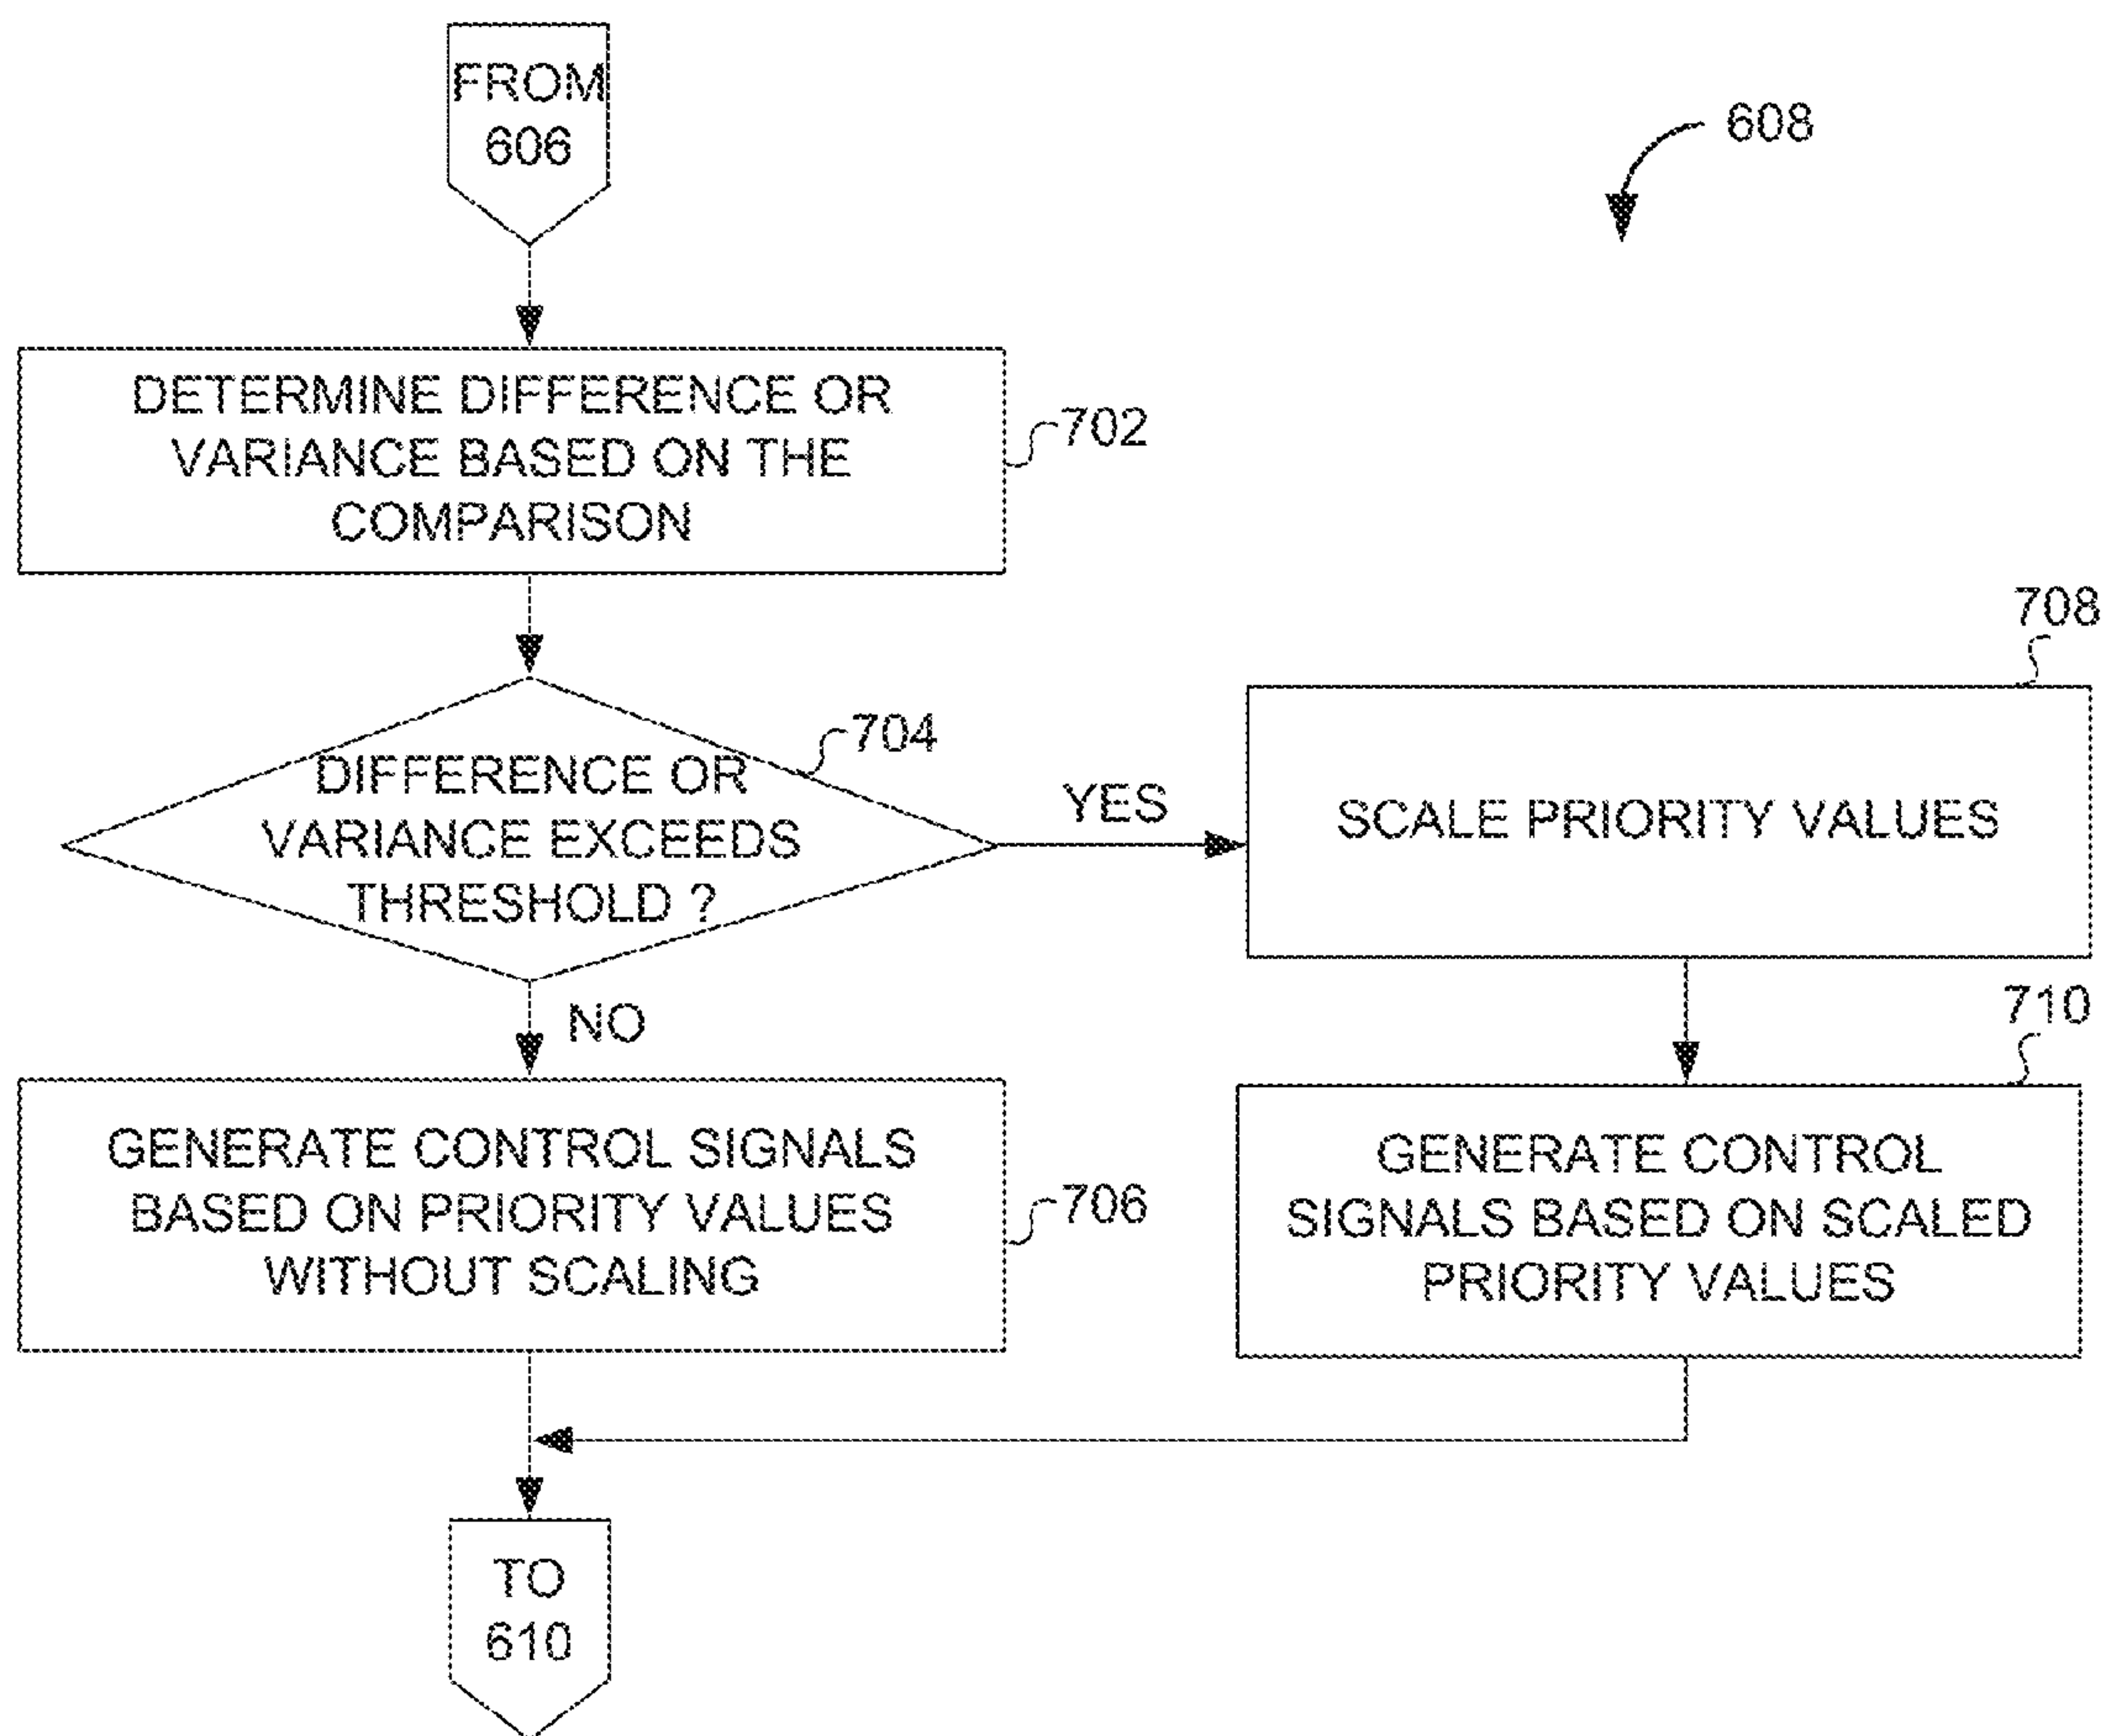 FROM
606
608
DETERMINE DIFFERENCE OR
VARIANCE BASED ON THE
COMPARISON
702
704
DIFFERENCE OR
VARIANCE EXCEEDS
THRESHOLD ?
YES
708
SCALE PRIORITY VALUES
NO
GENERATE CONTROL SIGNALS
BASED ON PRIORITY VALUES
WITHOUT SCALING
706
710
GENERATE CONTROL
SIGNALS BASED ON SCALED
PRIORITY VALUES
TO
610